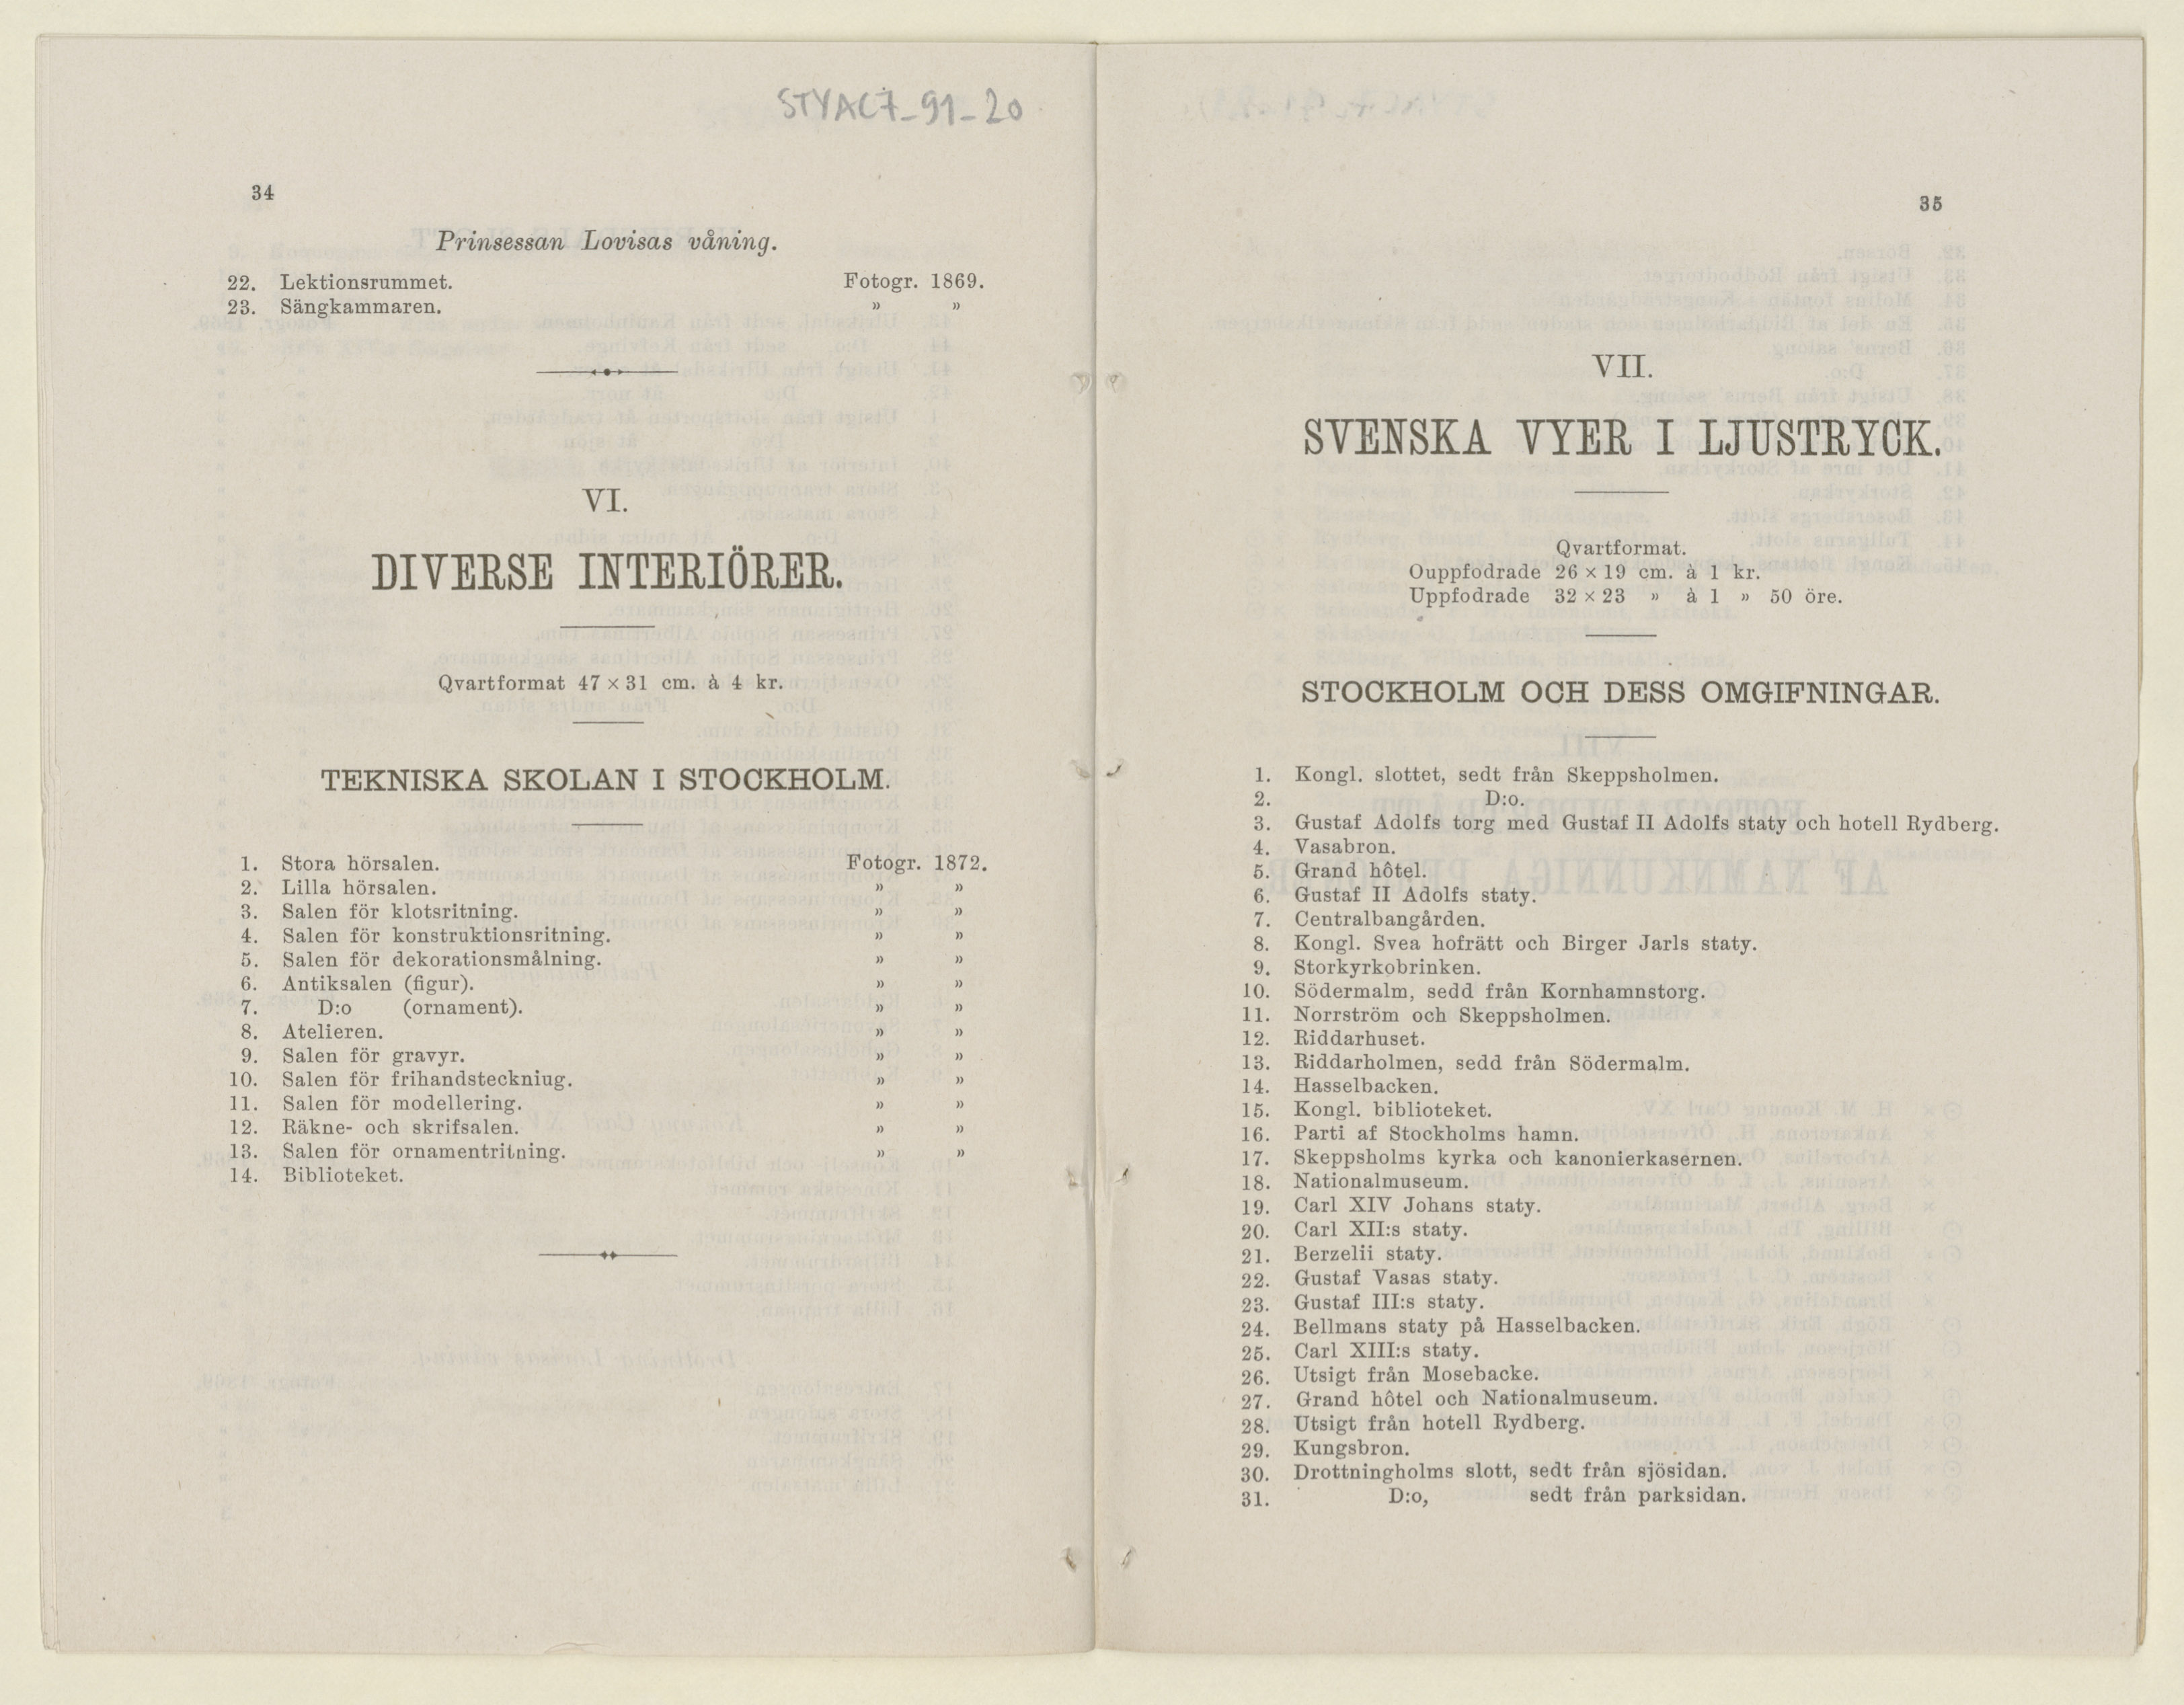 STYAC7_91_20
34
Prinsessan Lovisas våning.
22. Lektionsrummet. Fotogr. 1869.
23. Sängkammaren. » »
VI.
DIVERSE INTERIÖRER.
Qvartformat 47 × 31 cm. à 4 kr.
TEKNISKA SKOLAN I STOCKHOLM.
1. Stora hörsalen. Fotogr. 1872.
2. Lilla hörsalen. » »
3. Salen för klotsritning. » »
4. Salen för konstruktionsritning. » »
5. Salen för dekorationsmålning. » »
6. Antiksalen (figur). » »
7. D:o (ornament). » »
8. Atelieren. » »
9. Salen för gravyr. » »
10. Salen för frihandsteckniug. » »
11. Salen för modellering. » »
12. Räkne- och skrifsalen. » »
13. Salen för ornamentritning. » »
14. Biblioteket.
35
VII.
SVENSKA VYER I LJUSTRYCK.
Qvartformat.
Ouppfodrade 26 × 19 cm. à 1 kr.
Uppfodrade 32 × 23 » à 1 » 50 öre.
STOCKHOLM OCH DESS OMGIFNINGAR.
1. Kongl. slottet, sedt från Skeppsholmen.
2. D:o.
3. Gustaf Adolfs torg med Gustaf II Adolfs staty och hotell Rydberg.
4. Vasabron.
5. Grand hôtel.
6. Gustaf II Adolfs staty.
7. Centralbangården.
8. Kongl. Svea hofrätt och Birger Jarls staty.
9. Storkyrkobrinken.
10. Södermalm, sedd från Kornhamnstorg.
11. Norrström och Skeppsholmen.
12. Riddarhuset.
13. Riddarholmen, sedd från Södermalm.
14. Hasselbacken.
15. Kongl. biblioteket.
16. Parti af Stockholms hamn.
17. Skeppsholms kyrka och kanonierkasernen.
18. Nationalmuseum.
19. Carl XIV Johans staty.
20. Carl XII:s staty.
21. Berzelii staty.
22. Gustaf Vasas staty.
23. Gustaf III:s staty.
24. Bellmans staty på Hasselbacken.
25. Carl XIII:s staty.
26. Utsigt från Mosebacke.
27. Grand hôtel och Nationalmuseum.
28. Utsigt från hotell Rydberg.
29. Kungsbron.
30. Drottningholms slott, sedt från sjösidan.
31. D:o, sedt från parksidan.